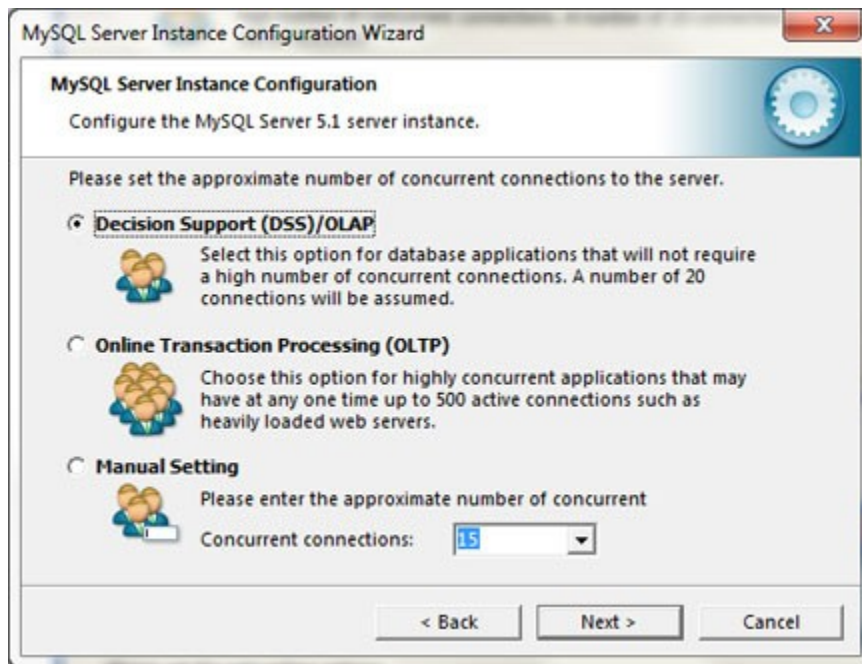 MySQL Server Instance Configuration Wizard
MySQL Server Instance Configuration
Configure the MySQL Server 5.1 server instance.
Please set the approximate number of concurrent connections to the server.
Decision Support (DSS)/OLAP
Select this option for database applications that will not require
a high number of concurrent connections. A number of 20
connections will be assumed.
Online Transaction Processing (OLTP)
Choose this option for highly concurrent applications that may
have at any one time up to 500 active connections such as
heavily loaded web servers.
Manual Setting
Please enter the approximate number of concurrent
Concurrent connections: 15
< Back Next > Cancel